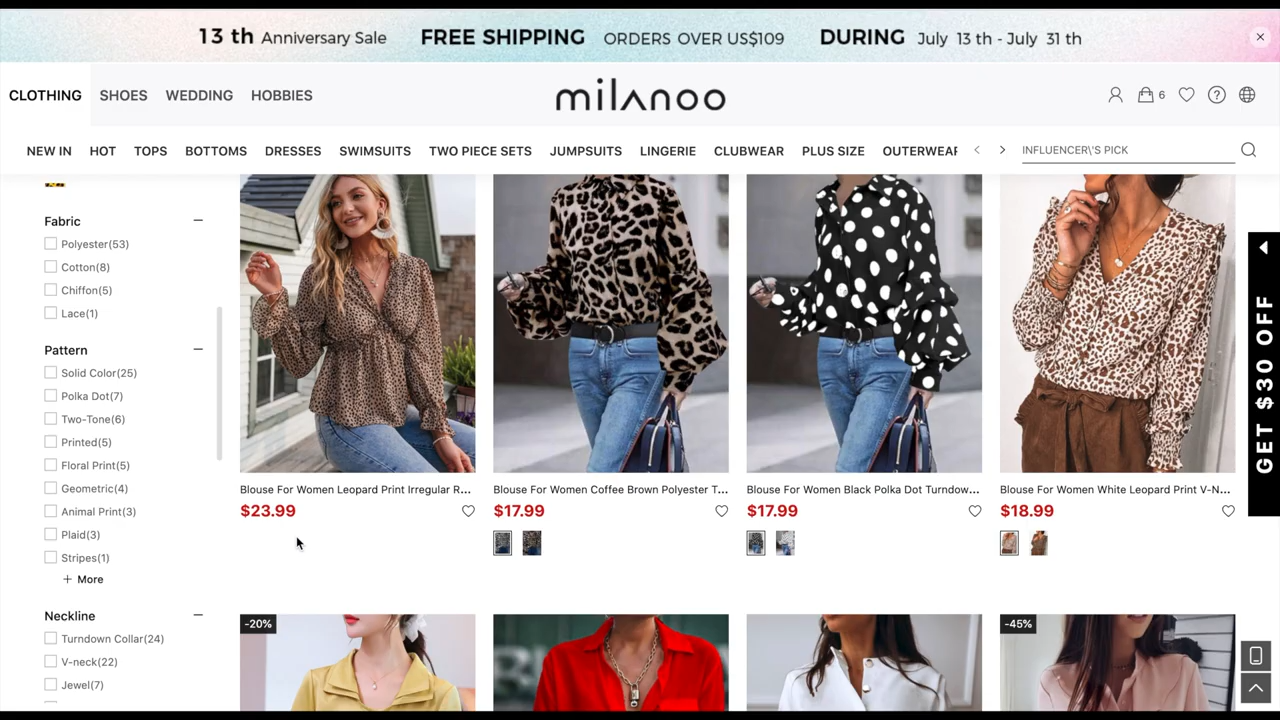 13 th Anniversary Sale FREE SHIPPING ORDERS OVER US$109 DURING July 13 th - July 31 th
CLOTHING SHOES WEDDING HOBBIES
milanoo
6
NEW IN HOT TOPS BOTTOMS DRESSES SWIMSUITS TWO PIECE SETS JUMPSUITS LINGERIE CLUBWEAR PLUS SIZE OUTERWEAR
INFLUENCER\'S PICK
Fabric
Polyester(53)
Cotton(8)
Chiffon(5)
Lace(1)
Pattern
Solid Color(25)
Polka Dot(7)
Two-Tone(6)
Printed(5)
Floral Print(5)
Geometric(4)
Animal Print(3)
Plaid(3)
Stripes(1)
+ More
Neckline
Turndown Collar(24)
V-neck(22)
Jewel(7)
Blouse For Women Leopard Print Irregular R...
$23.99
Blouse For Women Coffee Brown Polyester T...
$17.99
Blouse For Women Black Polka Dot Turndow...
$17.99
Blouse For Women White Leopard Print V-N...
$18.99
-20%
-45%
GET $30 OFF